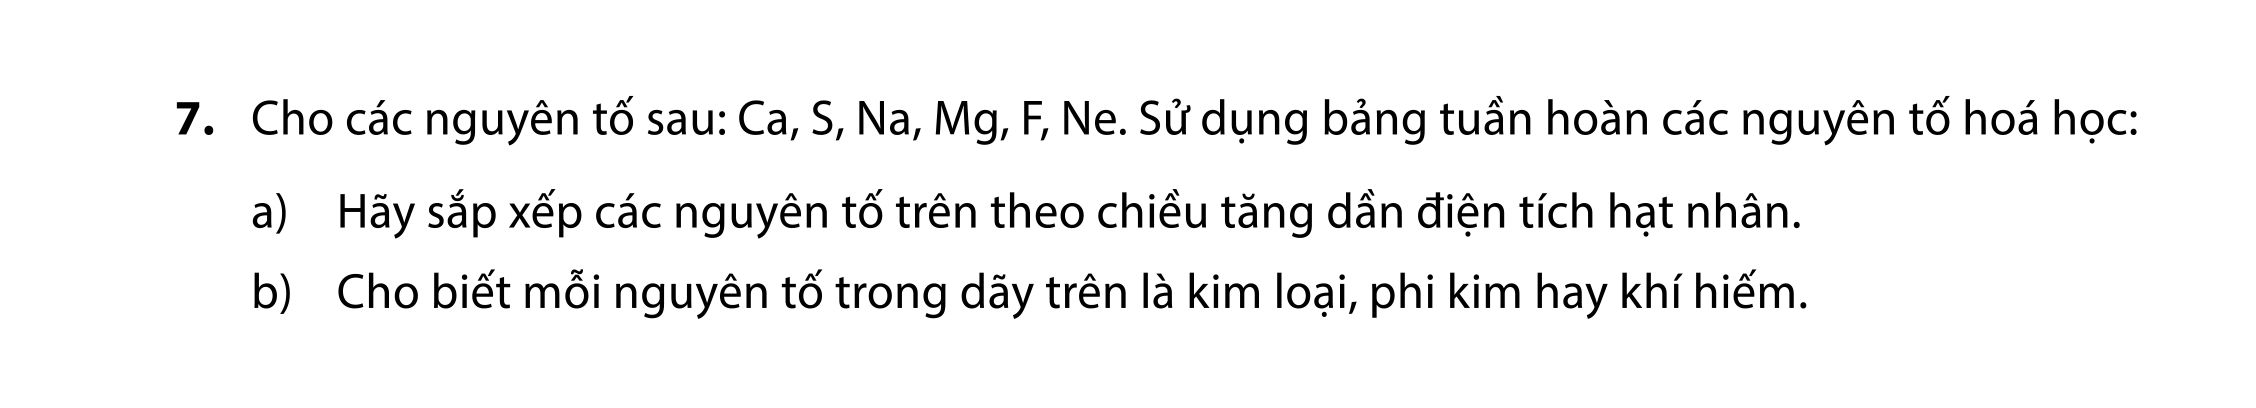 7. Cho các nguyên tố sau: Ca, S, Na, Mg, F, Ne. Sử dụng bảng tuần hoàn các nguyên tố hoá học:
a) Hãy sắp xếp các nguyên tố trên theo chiều tăng dần điện tích hạt nhân.
b) Cho biết mỗi nguyên tố trong dãy trên là kim loại, phi kim hay khí hiếm.